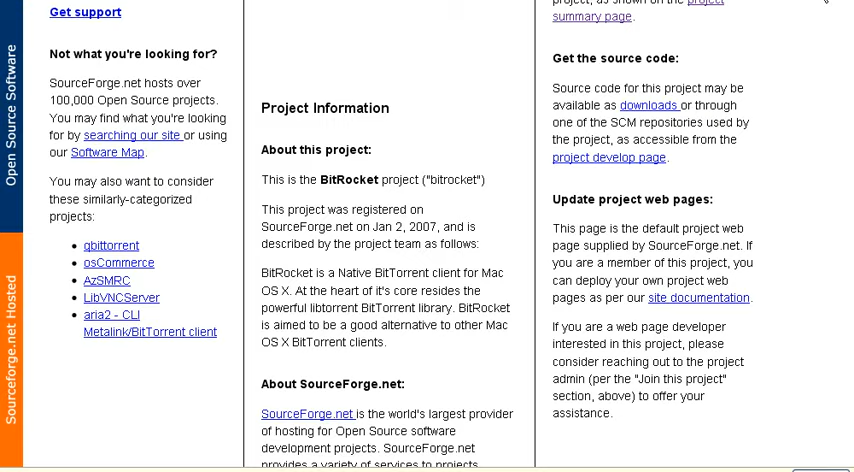 Open Source Software
Sourceforge.net Hosted
Get support
Not what you're looking for?
SourceForge.net hosts over
100,000 Open Source projects.
You may find what you're looking
for by searching our site or using
our Software Map.
You may also want to consider
these similarly-categorized
projects:
qbittorrent
osCommerce
AzSMRC
LibVNCServer
aria2 - CLI
Metalink/BitTorrent client
Project Information
About this project:
This is the BitRocket project ("bitrocket")
This project was registered on
SourceForge.net on Jan 2, 2007, and is
described by the project team as follows:
BitRocket is a Native BitTorrent client for Mac
OS X. At the heart of it's core resides the
powerful libtorrent BitTorrent library. BitRocket
is aimed to be a good alternative to other Mac
OS X BitTorrent clients.
About SourceForge.net:
SourceForge.net is the world's largest provider
of hosting for Open Source software
development projects. SourceForge.net
provides a variety of services to projects
project, as shown on the project
summary page.
Get the source code:
Source code for this project may be
available as downloads or through
one of the SCM repositories used by
the project, as accessible from the
project develop page.
Update project web pages:
This page is the default project web
page supplied by SourceForge.net. If
you are a member of this project, you
can deploy your own project web
pages as per our site documentation.
If you are a web page developer
interested in this project, please
consider reaching out to the project
admin (per the "Join this project"
section, above) to offer your
assistance.